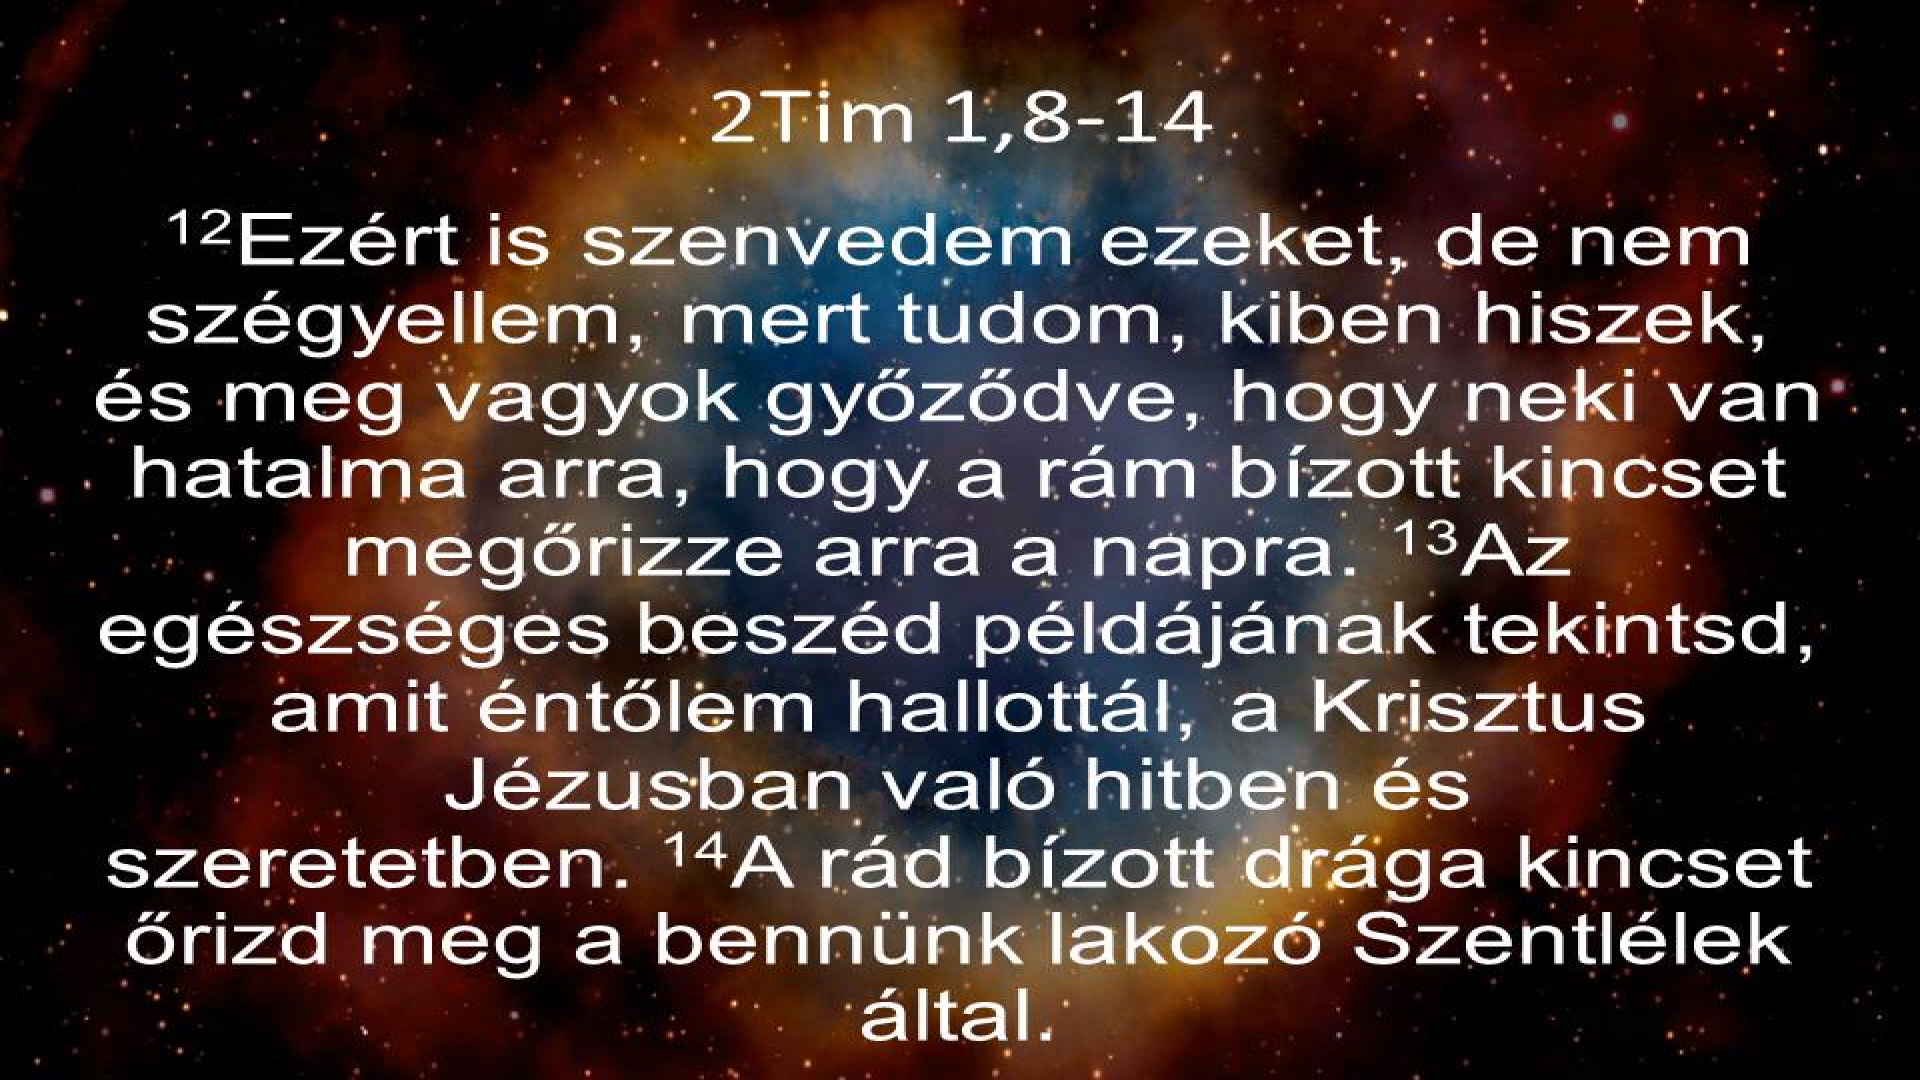 2Tim 1,8-14
¹²Ezért is szenvedem ezeket, de nem
szégyellem, mert tudom, kiben hiszek,
és meg vagyok győződve, hogy neki van
hatalma arra, hogy a rám bízott kincset
megőrizze arra a napra. ¹³Az
egészséges beszéd példájának tekintsd,
amit éntőlem hallottál, a Krisztus
Jézusban való hitben és
szeretetben. ¹⁴A rád bízott drága kincset
őrizd meg a bennünk lakozó Szentlélek
által.